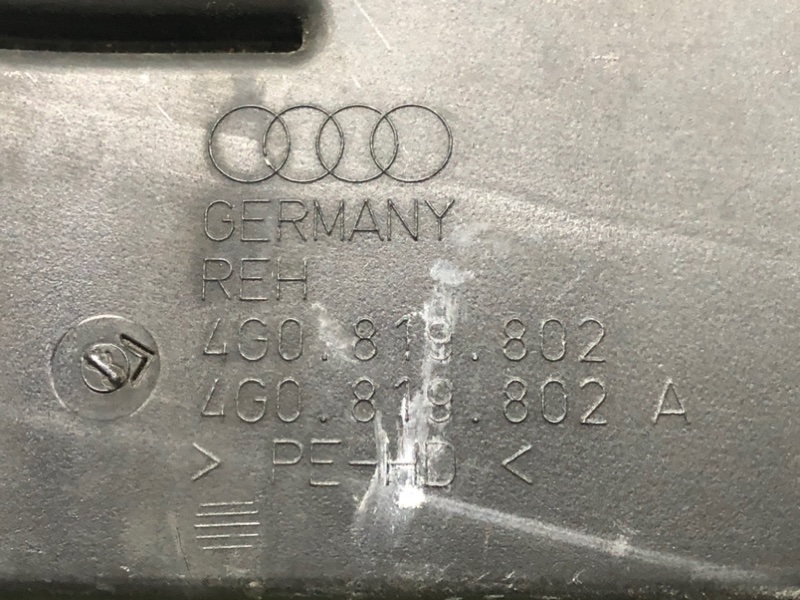 GERMANY
REH
4G0.819.802
4G0.819.802 A
> PE-HD <